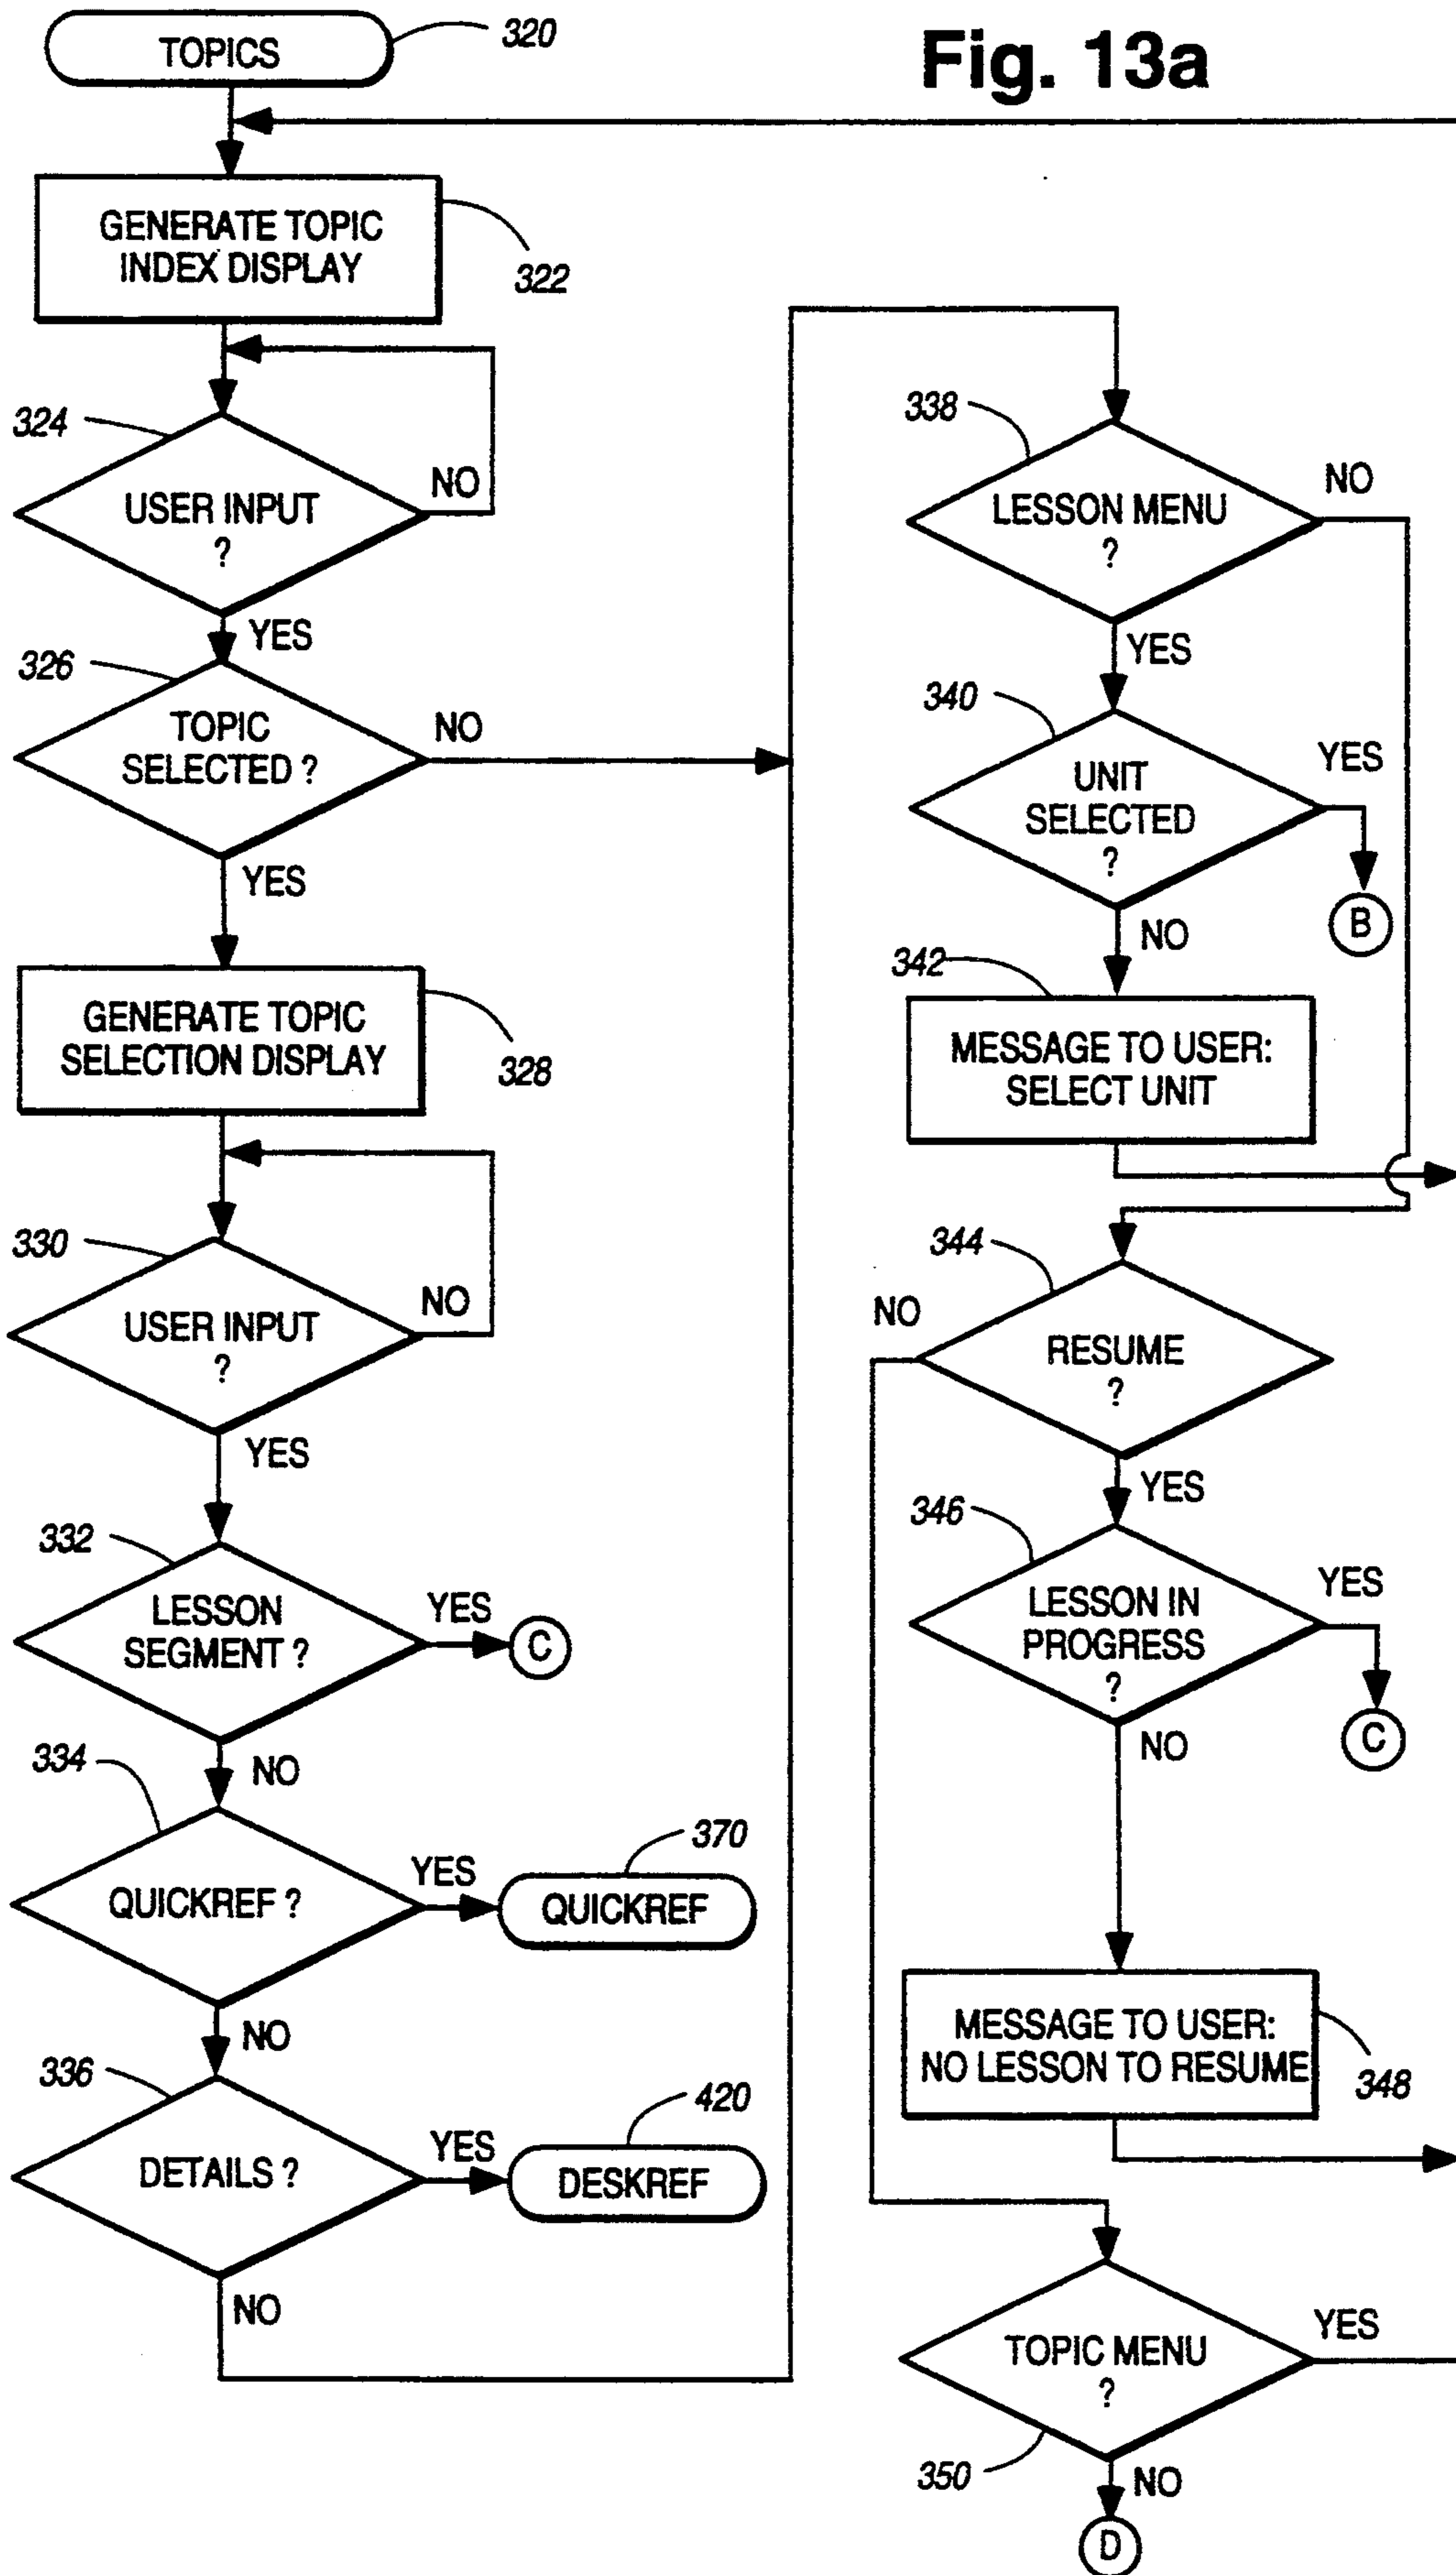 Fig. 13a
TOPICS
320
GENERATE TOPIC
INDEX DISPLAY
322
324
USER INPUT
?
NO
YES
326
TOPIC
SELECTED ?
NO
YES
GENERATE TOPIC
SELECTION DISPLAY
328
330
USER INPUT
?
NO
YES
332
LESSON
SEGMENT ?
YES
C
NO
334
QUICKREF ?
YES
370
QUICKREF
NO
336
DETAILS ?
YES
420
DESKREF
NO
338
LESSON MENU
?
NO
YES
340
UNIT
SELECTED
?
YES
B
NO
342
MESSAGE TO USER:
SELECT UNIT
344
NO
RESUME
?
YES
346
LESSON IN
PROGRESS
?
YES
C
NO
MESSAGE TO USER:
NO LESSON TO RESUME
348
TOPIC MENU
?
YES
350
NO
D